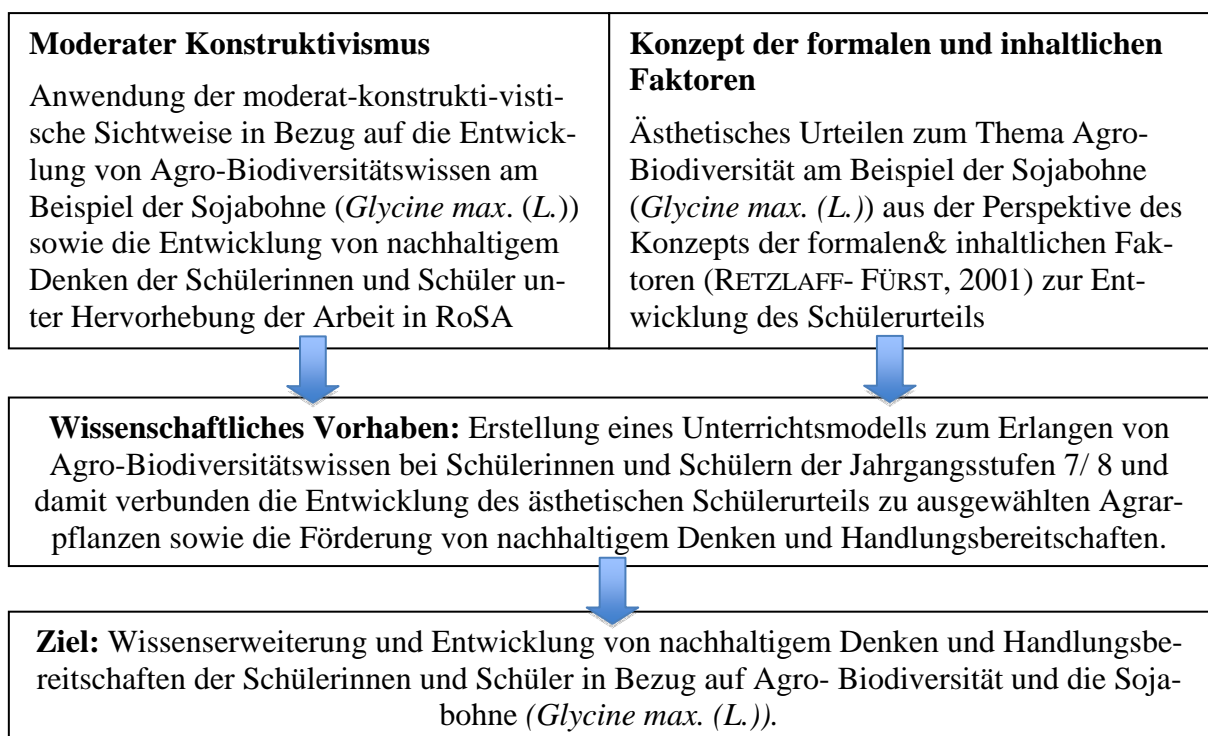 Moderater Konstruktivismus
Anwendung der moderat-konstrukti-visti-
sche Sichtweise in Bezug auf die Entwick-
lung von Agro-Biodiversitätswissen am
Beispiel der Sojabohne (Glycine max. (L.))
sowie die Entwicklung von nachhaltigem
Denken der Schülerinnen und Schüler un-
ter Hervorhebung der Arbeit in RoSA
Konzept der formalen und inhaltlichen
Faktoren
Ästhetisches Urteilen zum Thema Agro-
Biodiversität am Beispiel der Sojabohne
(Glycine max. (L.)) aus der Perspektive des
Konzepts der formalen& inhaltlichen Fak-
toren (RETZLAFF- FÜRST, 2001) zur Ent-
wicklung des Schülerurteils
Wissenschaftliches Vorhaben: Erstellung eines Unterrichtsmodells zum Erlangen von
Agro-Biodiversitätswissen bei Schülerinnen und Schülern der Jahrgangsstufen 7/ 8 und
damit verbunden die Entwicklung des ästhetischen Schülerurteils zu ausgewählten Agrar-
pflanzen sowie die Förderung von nachhaltigem Denken und Handlungsbereitschaften.
Ziel: Wissenserweiterung und Entwicklung von nachhaltigem Denken und Handlungsbe-
reitschaften der Schülerinnen und Schüler in Bezug auf Agro- Biodiversität und die Soja-
bohne (Glycine max. (L.)).